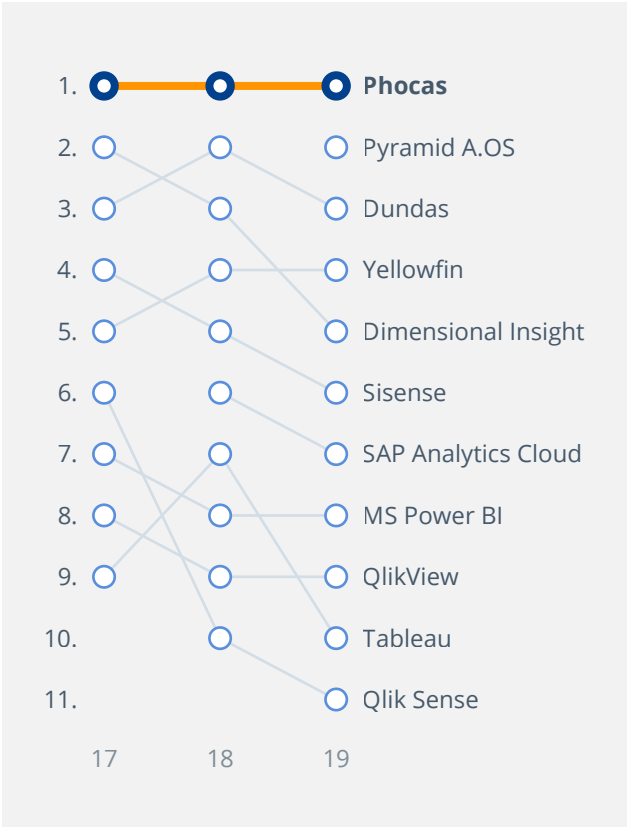 1. Phocas
2. Pyramid A.OS
3. Dundas
4. Yellowfin
5. Dimensional Insight
6. Sisense
7. SAP Analytics Cloud
8. MS Power BI
9. QlikView
10. Tableau
11. Qlik Sense
17 18 19